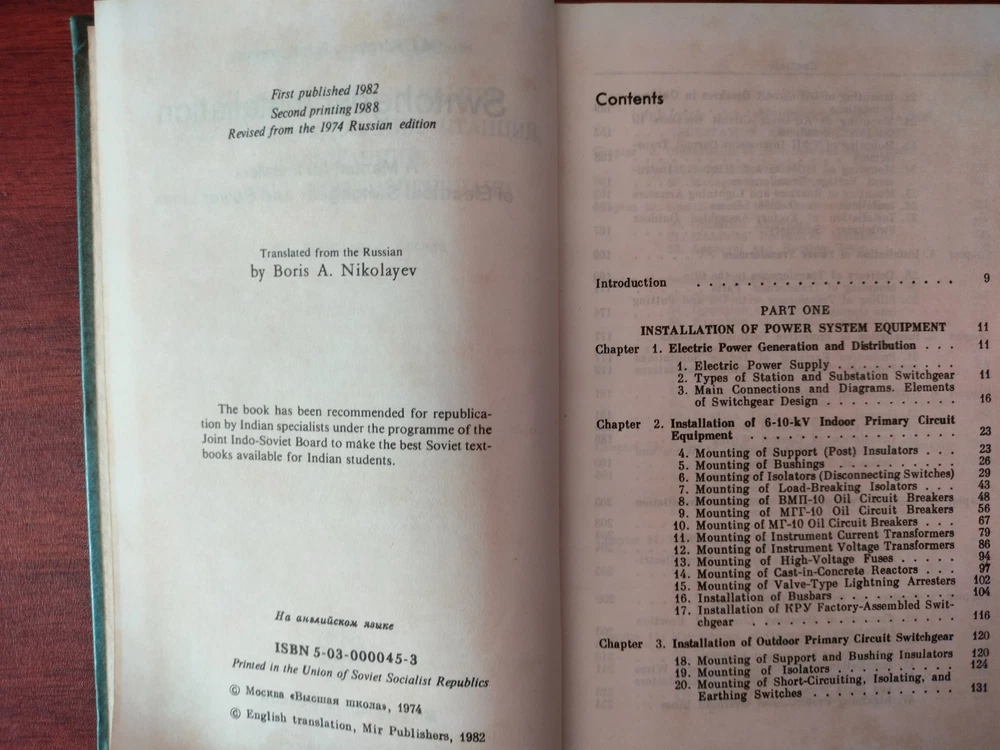 First published 1982
Second printing 1988
Revised from the 1974 Russian edition
Translated from the Russian
by Boris A. Nikolayev
The book has been recommended for republica-
tion by Indian specialists under the programme of the
Joint Indo-Soviet Board to make the best Soviet text-
books available for Indian students.
На английском языке
ISBN 5-03-000045-3
Printed in the Union of Soviet Socialist Republics
© Москва «Высшая школа», 1974
© English translation, Mir Publishers, 1982
Contents
Introduction . . . . . . . . . . . . . . . . . . . 9
PART ONE
INSTALLATION OF POWER SYSTEM EQUIPMENT 11
Chapter 1. Electric Power Generation and Distribution . . . 11
1. Electric Power Supply . . . . . . . . .
2. Types of Station and Substation Switchgear 11
3. Main Connections and Diagrams. Elements
of Switchgear Design . . . . . . . . . . . 16
Chapter 2. Installation of 6-10-kV Indoor Primary Circuit
Equipment . . . . . . . . . . . . . . . . 23
4. Mounting of Support (Post) Insulators . . . 23
5. Mounting of Bushings . . . . . . . . . 26
6. Mounting of Isolators (Disconnecting Switches) 29
7. Mounting of Load-Breaking Isolators . . . 43
8. Mounting of ВМП-10 Oil Circuit Breakers 48
9. Mounting of МГГ-10 Oil Circuit Breakers 56
10. Mounting of МГ-10 Oil Circuit Breakers . . . 67
11. Mounting of Instrument Current Transformers 79
12. Mounting of Instrument Voltage Transformers 86
13. Mounting of High-Voltage Fuses . . . . . 94
14. Mounting of Cast-in-Concrete Reactors . . . 97
15. Mounting of Valve-Type Lightning Arresters 102
16. Installation of Busbars . . . . . . . . . 104
17. Installation of КРУ Factory-Assembled Swit-
chgear . . . . . . . . . . . . . . . . 116
Chapter 3. Installation of Outdoor Primary Circuit Switchgear 120
18. Mounting of Support and Bushing Insulators 120
19. Mounting of Isolators . . . . . . . . . . 124
20. Mounting of Short-Circuiting, Isolating, and
Earthing Switches . . . . . . . . . . . . 131